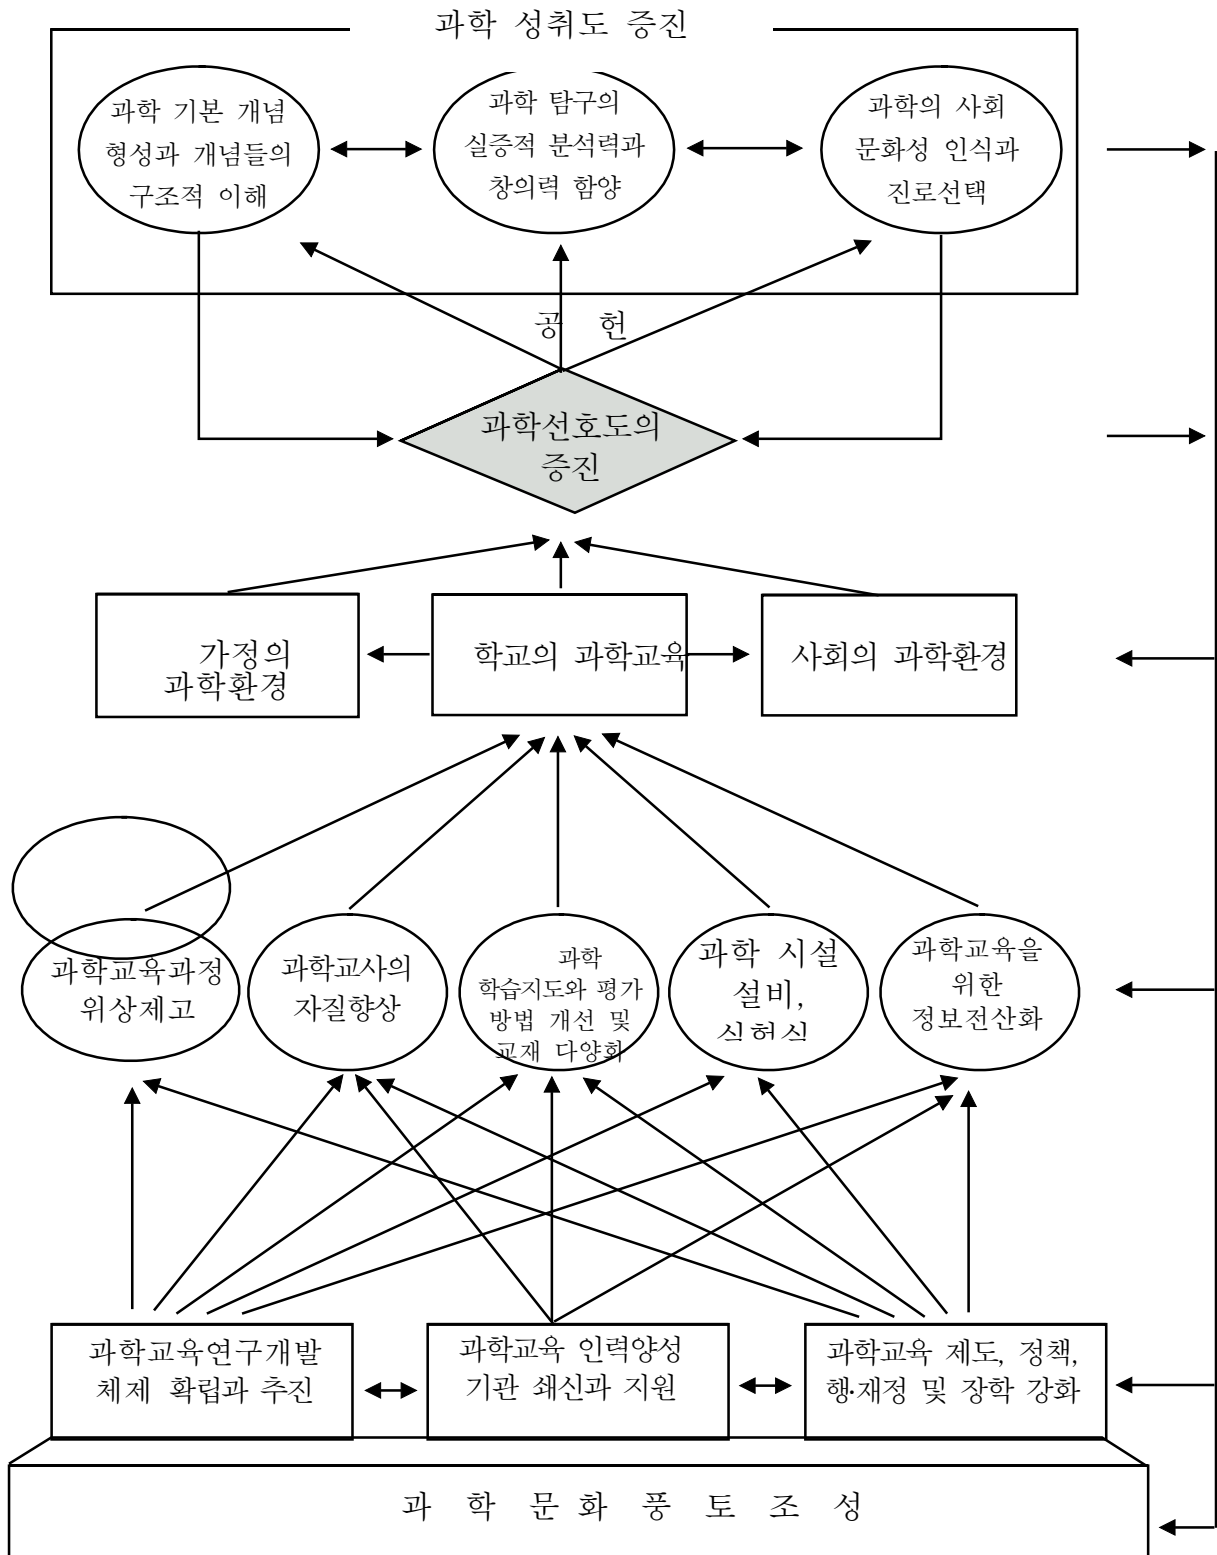 과학 성취도 증진
과학 기본 개념
형성과 개념들의
구조적 이해
과학 탐구의
실증적 분석력과
창의력 함양
과학의 사회
문화성 인식과
진로선택
공 헌
과학선호도의
증진
가정의
과학환경
학교의 과학교육
사회의 과학환경
과학교육과정
위상제고
과학교사의
자질향상
과학
학습지도와 평가
방법 개선 및
교재 다양화
과학 시설
설비,
과학교육을
위한
정보전산화
과학교육연구개발
체제 확립과 추진
과학교육 인력양성
기관 쇄신과 지원
과학교육 제도, 정책,
행·재정 및 장학 강화
과 학 문 화 풍 토 조 성